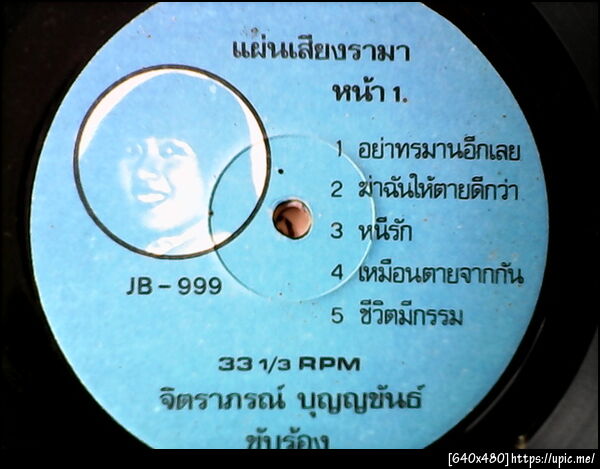 แผ่นเสียงรามา
หน้า 1.
1 อย่าทรมานอีกเลย
2 ฆ่าฉันให้ตายดีกว่า
3 หนีรัก
4 เหมือนตายจากกัน
5 ชีวิตมีกรรม
JB-999
33 1/3 RPM
จิตราภรณ์ บุญญขันธ์
ขับร้อง
[640x480]https://upic.me/